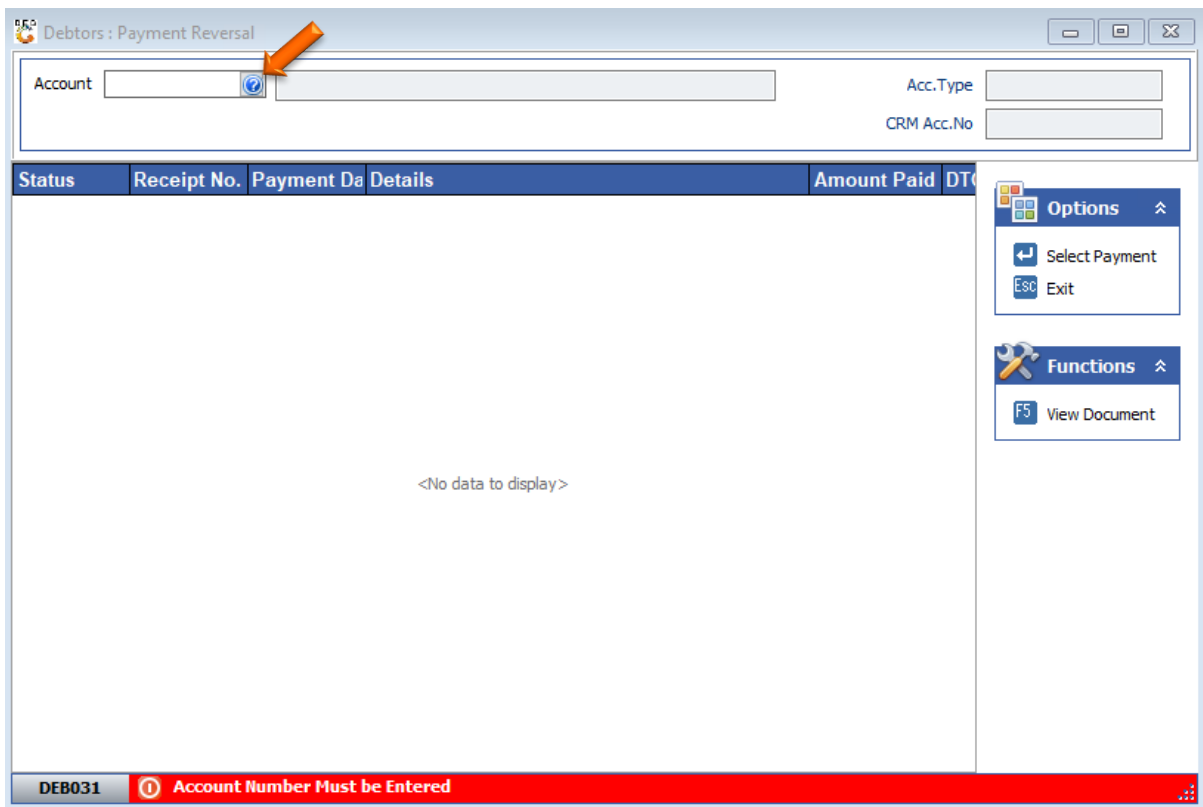 Debtors : Payment Reversal
Account
Acc.Type
CRM Acc.No
Status Receipt No. Payment Da Details Amount Paid DT
Options
Select Payment
Esc Exit
Functions
F5 View Document
<No data to display>
DEB031 Account Number Must be Entered